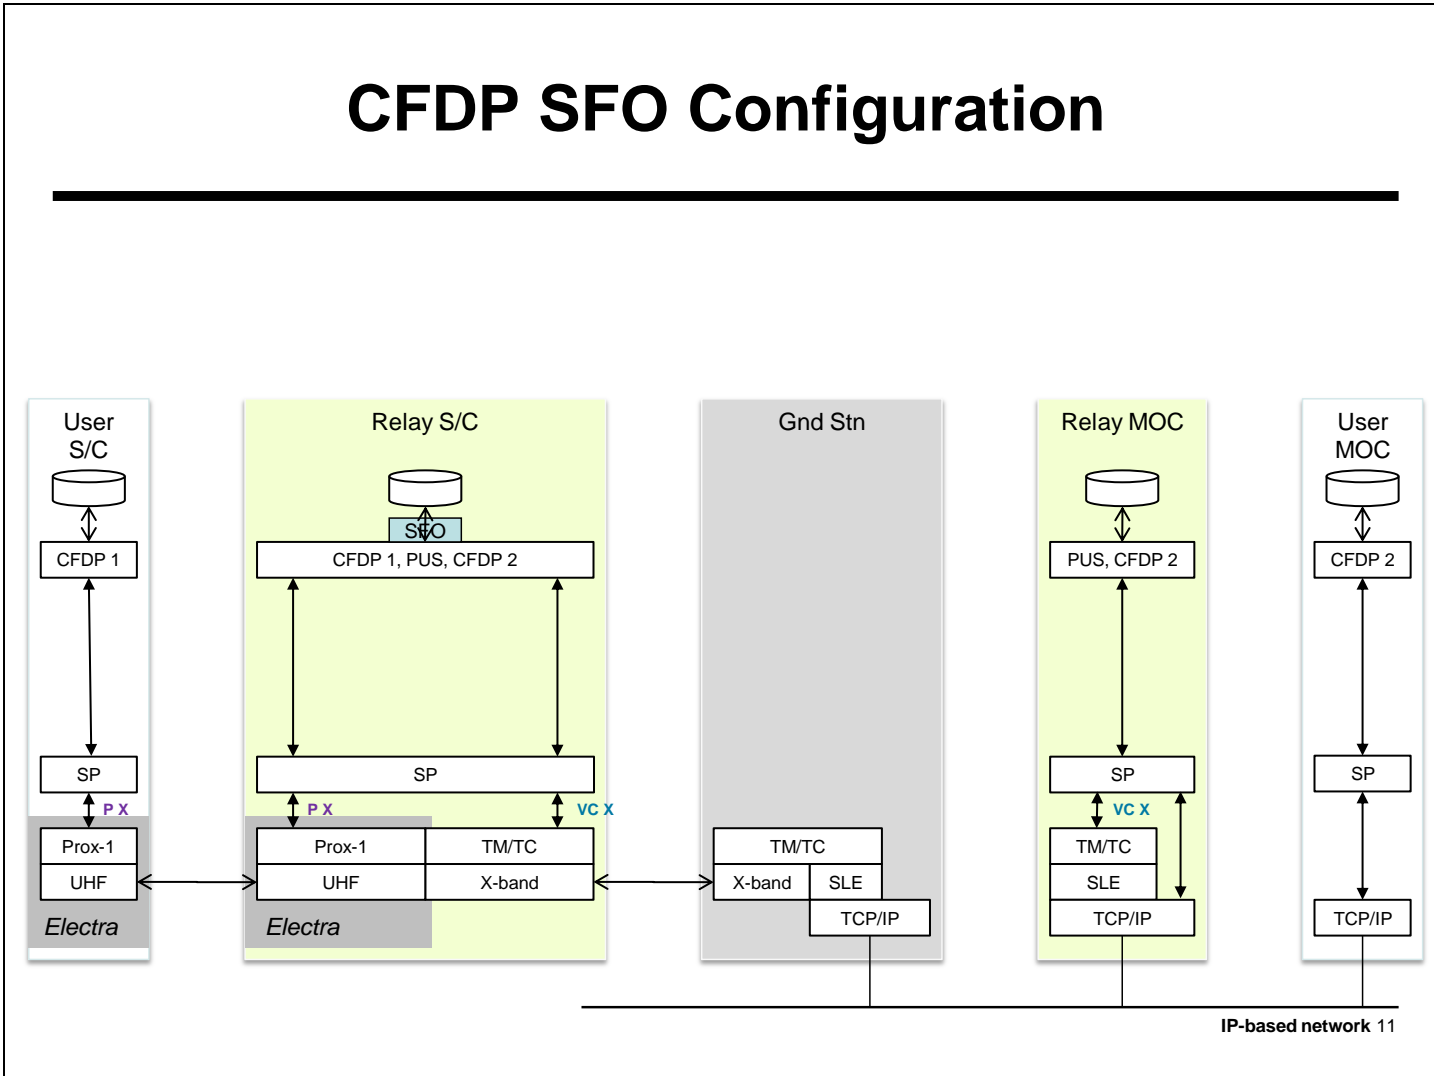 CFDP SFO Configuration
User
S/C
Relay S/C
Gnd Stn
Relay MOC
User
MOC
SFO
CFDP 1
CFDP 1, PUS, CFDP 2
PUS, CFDP 2
CFDP 2
SP
SP
SP
SP
P X
P X
VC X
VC X
Prox-1
Prox-1
TM/TC
TM/TC
TM/TC
UHF
UHF
X-band
X-band
SLE
SLE
Electra
Electra
TCP/IP
TCP/IP
TCP/IP
IP-based network 11